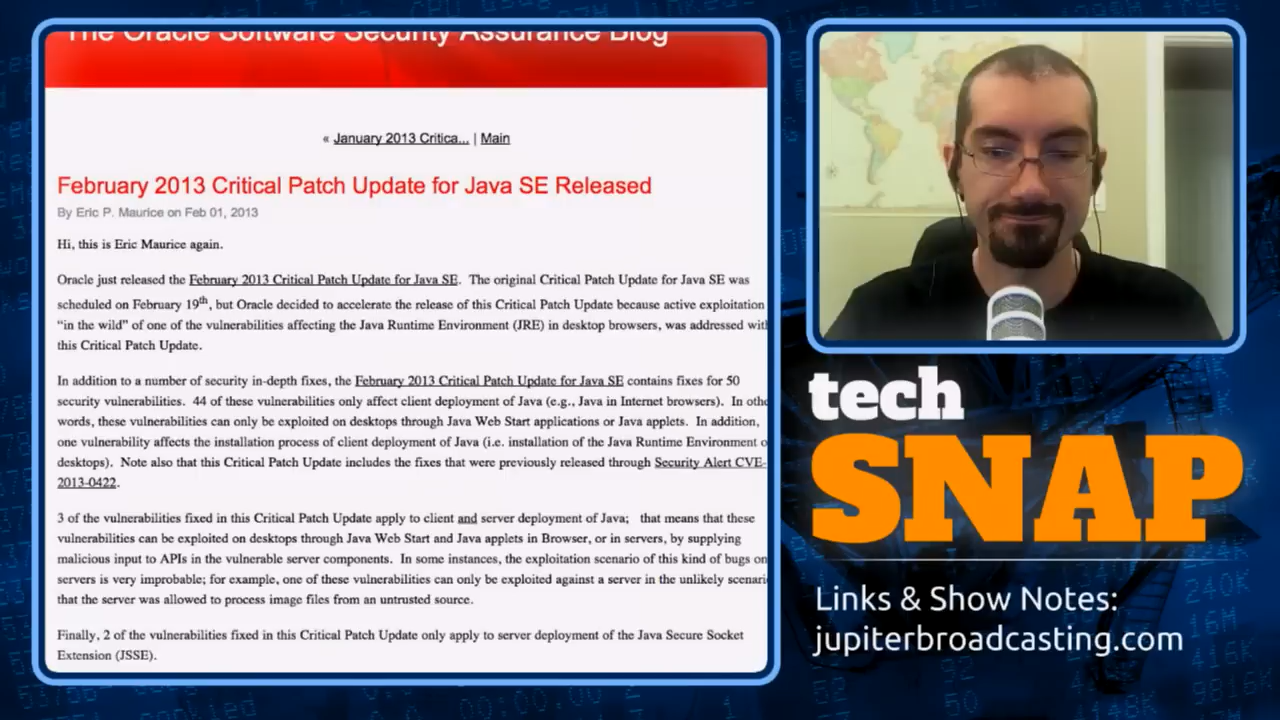 The Oracle Software Security Assurance Blog
« January 2013 Critica... | Main
February 2013 Critical Patch Update for Java SE Released
By Eric P. Maurice on Feb 01, 2013
Hi, this is Eric Maurice again.
Oracle just released the February 2013 Critical Patch Update for Java SE.  The original Critical Patch Update for Java SE was
scheduled on February 19th, but Oracle decided to accelerate the release of this Critical Patch Update because active exploitation
“in the wild” of one of the vulnerabilities affecting the Java Runtime Environment (JRE) in desktop browsers, was addressed with
this Critical Patch Update.
In addition to a number of security in-depth fixes, the February 2013 Critical Patch Update for Java SE contains fixes for 50
security vulnerabilities.  44 of these vulnerabilities only affect client deployment of Java (e.g., Java in Internet browsers).  In othe
words, these vulnerabilities can only be exploited on desktops through Java Web Start applications or Java applets.  In addition,
one vulnerability affects the installation process of client deployment of Java (i.e. installation of the Java Runtime Environment o
desktops).  Note also that this Critical Patch Update includes the fixes that were previously released through Security Alert CVE-
2013-0422.
3 of the vulnerabilities fixed in this Critical Patch Update apply to client and server deployment of Java;   that means that these
vulnerabilities can be exploited on desktops through Java Web Start and Java applets in Browser, or in servers, by supplying
malicious input to APIs in the vulnerable server components.  In some instances, the exploitation scenario of this kind of bugs on
servers is very improbable; for example, one of these vulnerabilities can only be exploited against a server in the unlikely scenari
that the server was allowed to process image files from an untrusted source.
Finally, 2 of the vulnerabilities fixed in this Critical Patch Update only apply to server deployment of the Java Secure Socket
Extension (JSSE).
tech
SNAP
Links & Show Notes:
jupiterbroadcasting.com